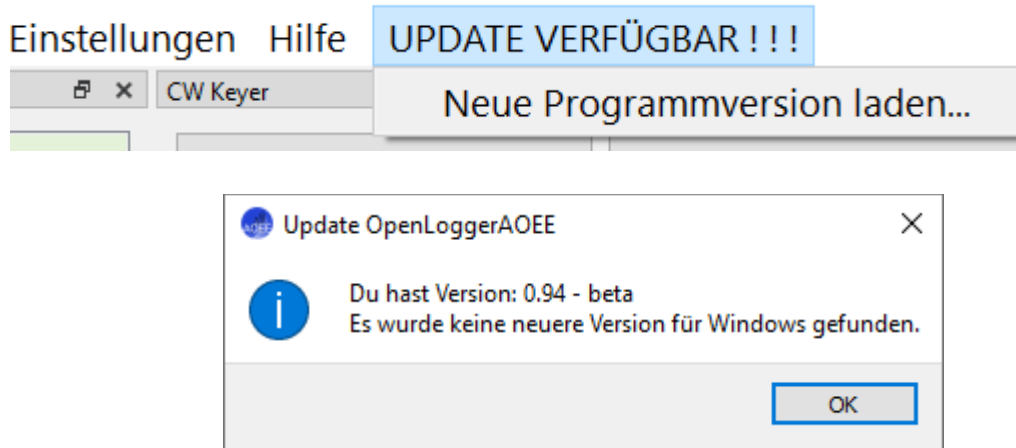 Einstellungen Hilfe UPDATE VERFÜGBAR ! ! !
CW Keyer
Neue Programmversion laden...
Update OpenLoggerAOEE
Du hast Version: 0.94 - beta
Es wurde keine neuere Version für Windows gefunden.
OK